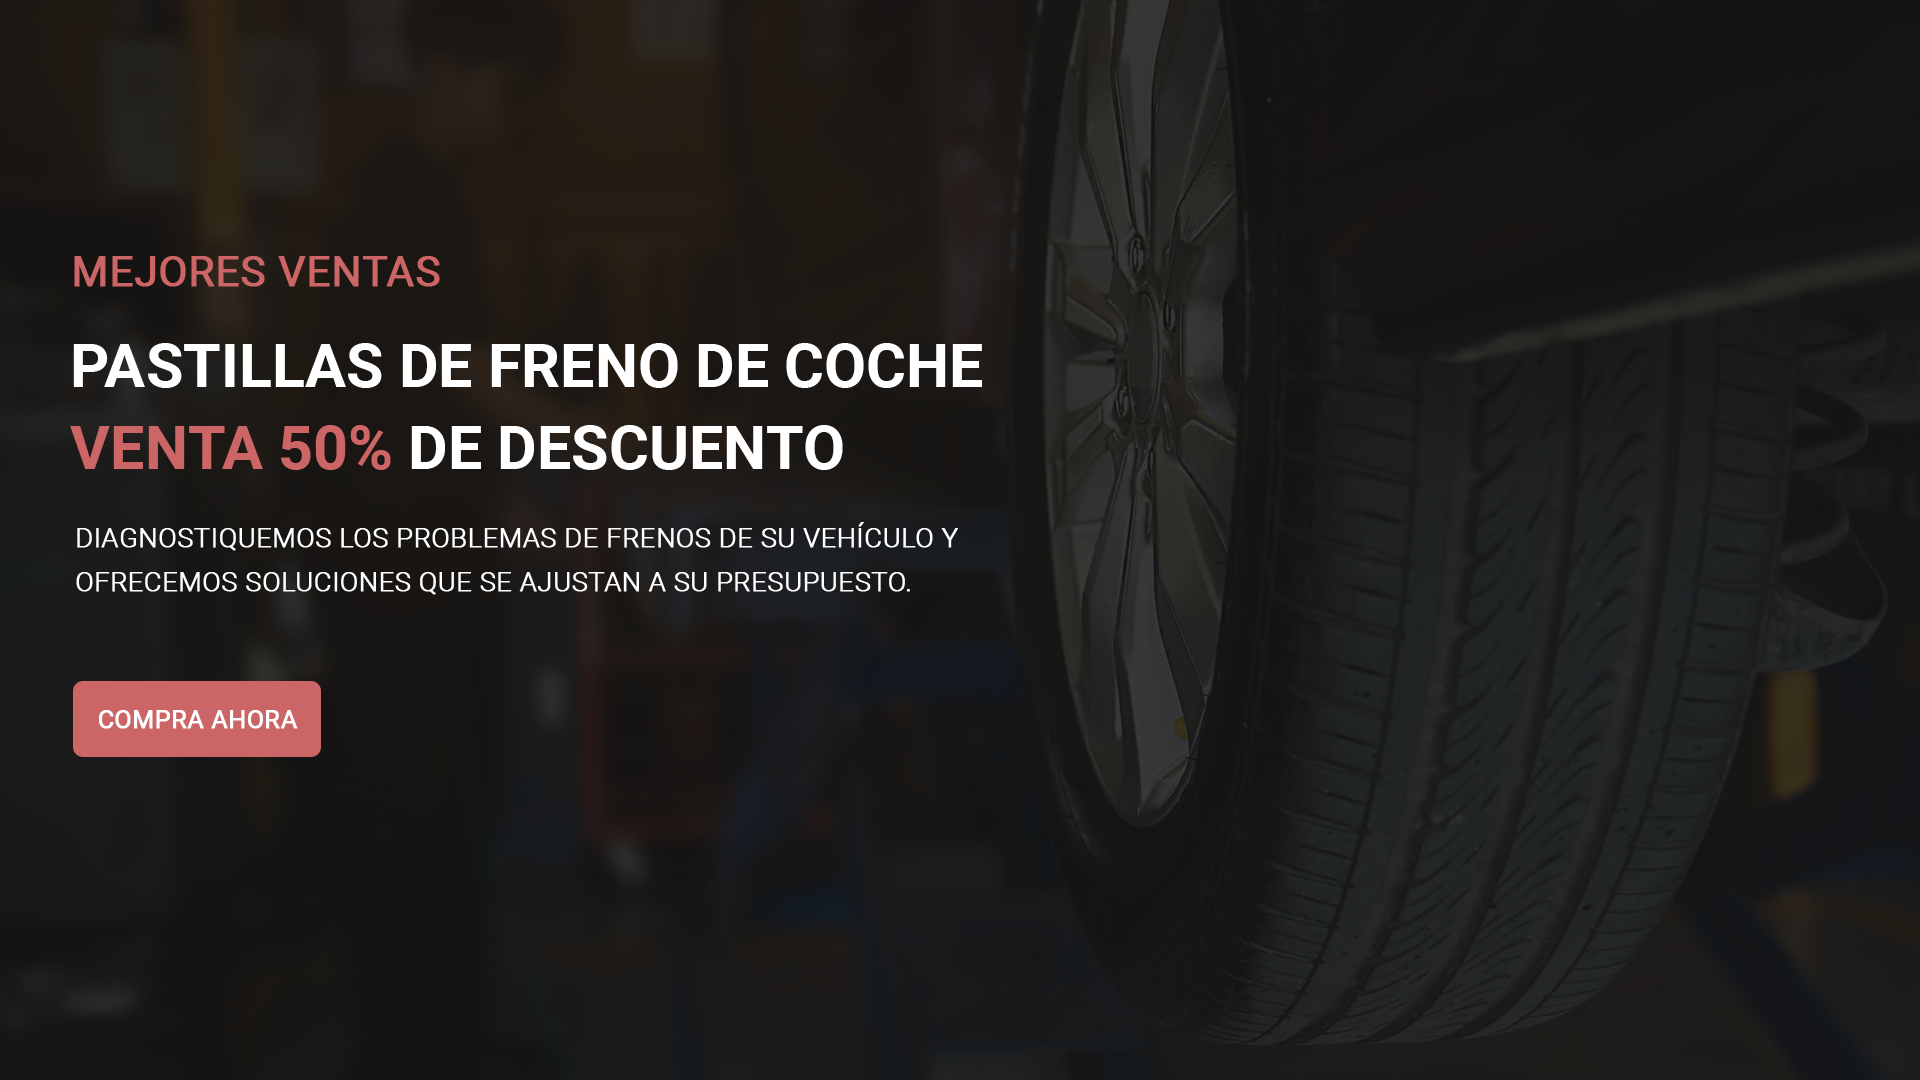 MEJORES VENTAS
PASTILLAS DE FRENO DE COCHE
VENTA 50% DE DESCUENTO
DIAGNOSTIQUEMOS LOS PROBLEMAS DE FRENOS DE SU VEHÍCULO Y
OFRECEMOS SOLUCIONES QUE SE AJUSTAN A SU PRESUPUESTO.
COMPRA AHORA